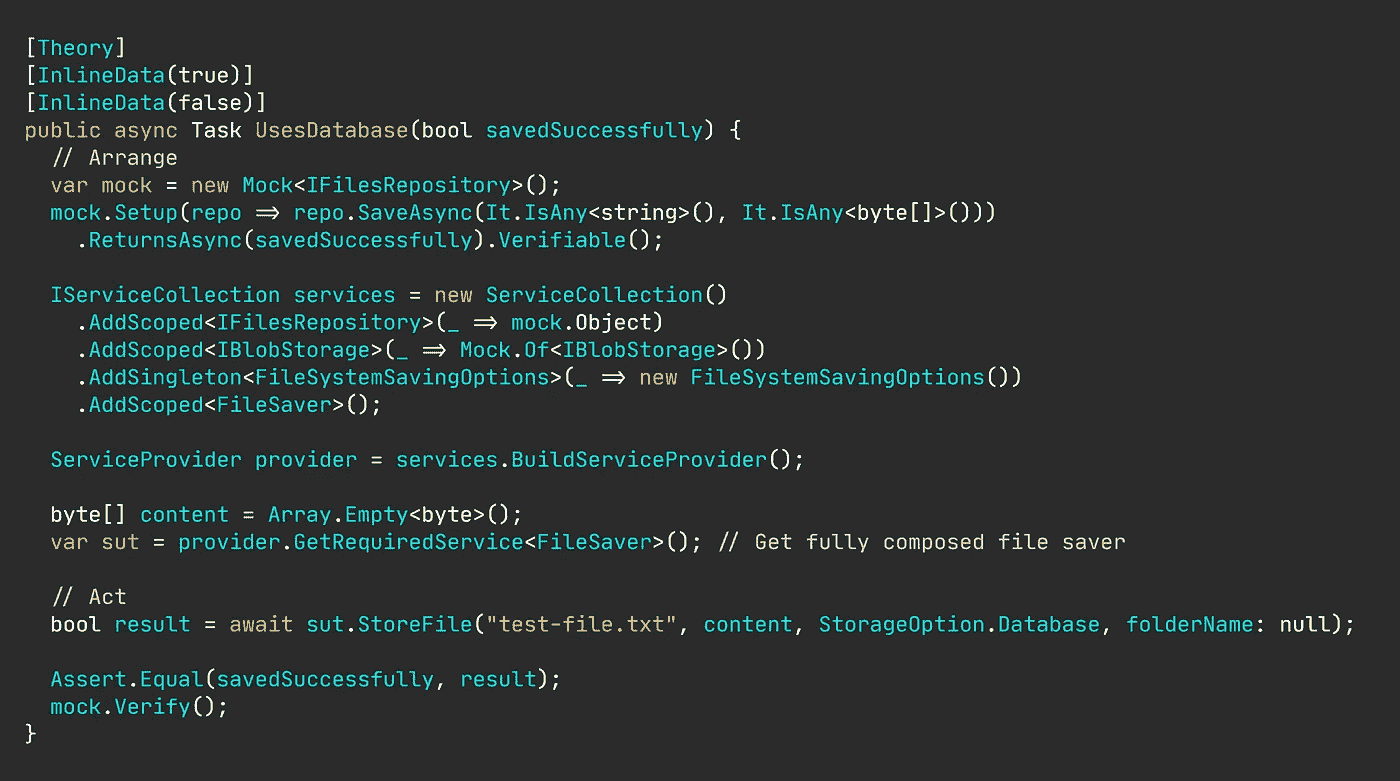 [Theory]
[InlineData(true)]
[InlineData(false)]
public async Task UsesDatabase(bool savedSuccessfully) {
  // Arrange
  var mock = new Mock<IFilesRepository>();
  mock.Setup(repo => repo.SaveAsync(It.IsAny<string>(), It.IsAny<byte[]>()))
    .ReturnsAsync(savedSuccessfully).Verifiable();

  IServiceCollection services = new ServiceCollection()
    .AddScoped<IFilesRepository>(_ => mock.Object)
    .AddScoped<IBlobStorage>(_ => Mock.Of<IBlobStorage>())
    .AddSingleton<FileSystemSavingOptions>(_ => new FileSystemSavingOptions())
    .AddScoped<FileSaver>();

  ServiceProvider provider = services.BuildServiceProvider();

  byte[] content = Array.Empty<byte>();
  var sut = provider.GetRequiredService<FileSaver>(); // Get fully composed file saver

  // Act
  bool result = await sut.StoreFile("test-file.txt", content, StorageOption.Database, folderName: null);

  Assert.Equal(savedSuccessfully, result);
  mock.Verify();
}